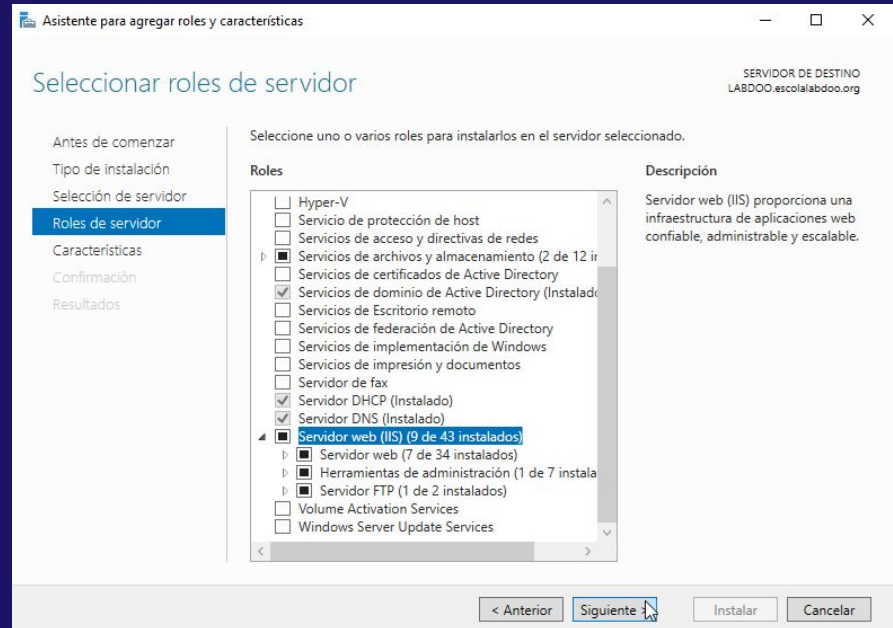 Asistente para agregar roles y características
Seleccionar roles de servidor
SERVIDOR DE DESTINO
LABDOO.escolalabdoo.org
Antes de comenzar
Tipo de instalación
Selección de servidor
Roles de servidor
Características
Confirmación
Resultados
Seleccione uno o varios roles para instalarlos en el servidor seleccionado.
Roles
Hyper-V
Servicio de protección de host
Servicios de acceso y directivas de redes
Servicios de archivos y almacenamiento (2 de 12 in
Servicios de certificados de Active Directory
Servicios de dominio de Active Directory (Instalado
Servicios de Escritorio remoto
Servicios de federación de Active Directory
Servicios de implementación de Windows
Servicios de impresión y documentos
Servidor de fax
Servidor DHCP (Instalado)
Servidor DNS (Instalado)
Servidor web (IIS) (9 de 43 instalados)
Servidor web (7 de 34 instalados)
Herramientas de administración (1 de 7 instala
Servidor FTP (1 de 2 instalados)
Volume Activation Services
Windows Server Update Services
Descripción
Servidor web (IIS) proporciona una
infraestructura de aplicaciones web
confiable, administrable y escalable.
< Anterior
Siguiente >
Instalar
Cancelar